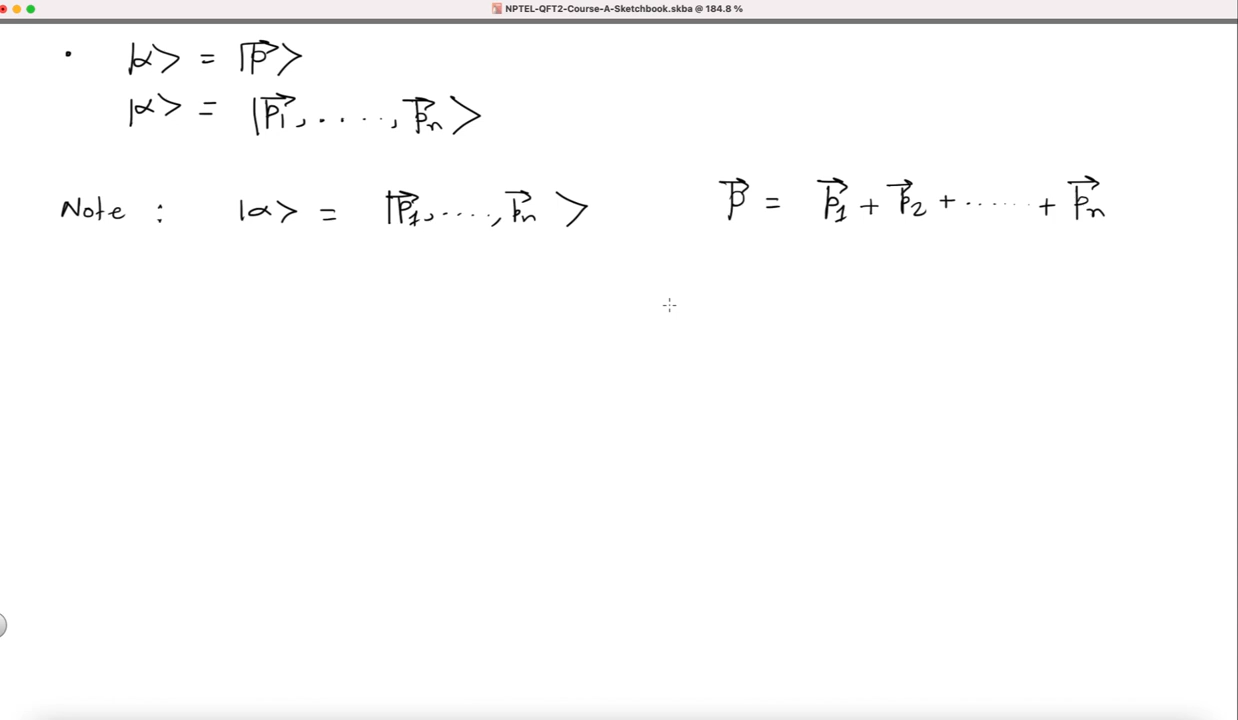 NPTEL-QFT2-Course-A-Sketchbook.skba @ 184.8 %
• |α> = |p⃗>
|α> = |p⃗₁, ...., p⃗ₙ>
Note : |α> = |p⃗₁, ...., p⃗ₙ > p⃗ = p⃗₁ + p⃗₂ + ...... + p⃗ₙ